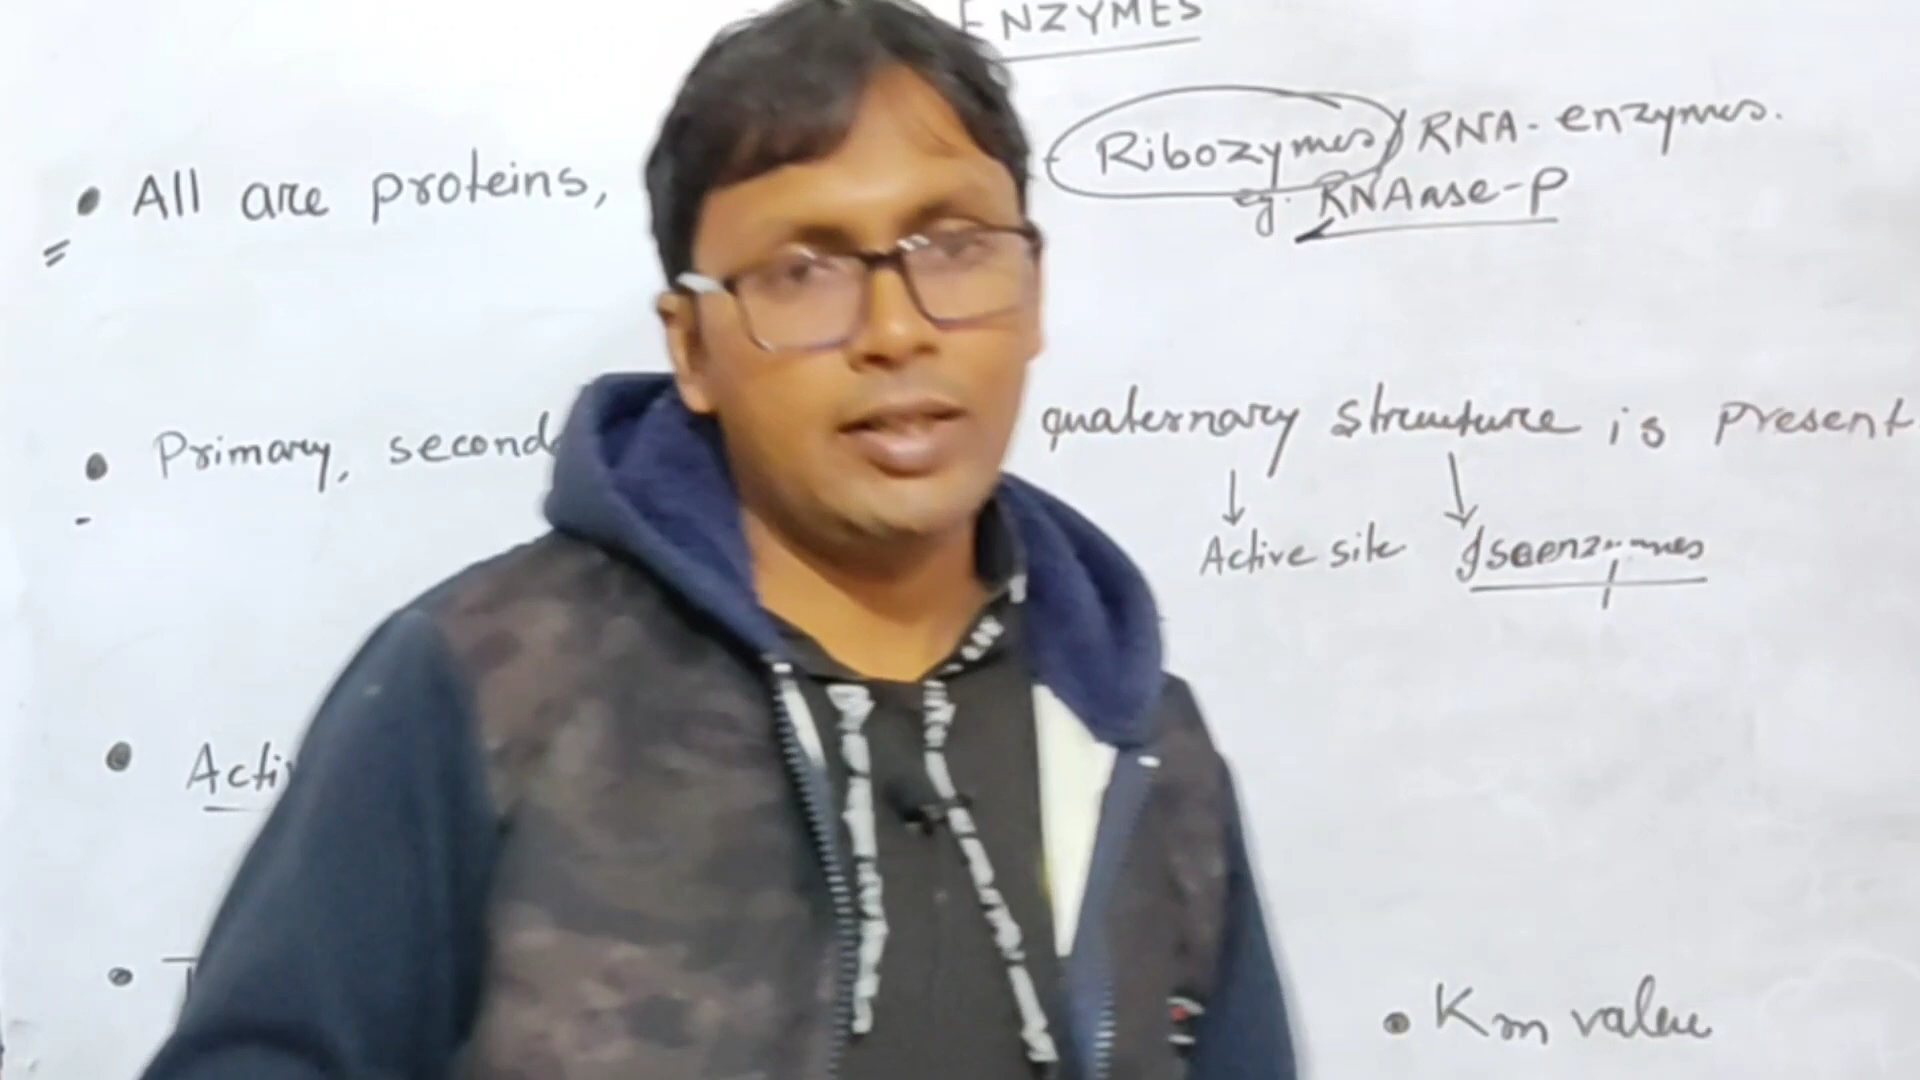 ENZYMES
• All are proteins, Ribozymes / RNA-enzymes.
eg. RNAase-P
• Primary, second quaternary structure is present
↓ ↓
Active site Isoenzymes
• Acti
• T
• Km value